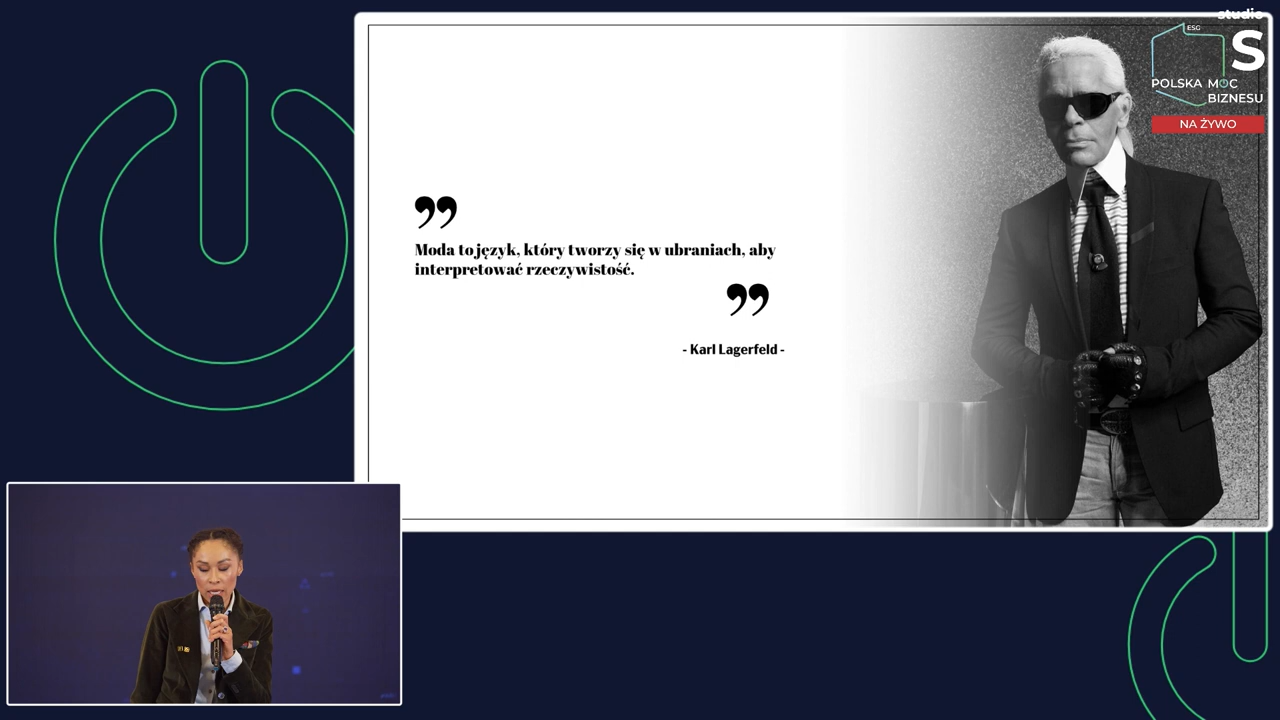 studio
S
ESG
POLSKA MOC
BIZNESU
NA ŻYWO
Moda to język, który tworzy się w ubraniach, aby
interpretować rzeczywistość.
- Karl Lagerfeld -